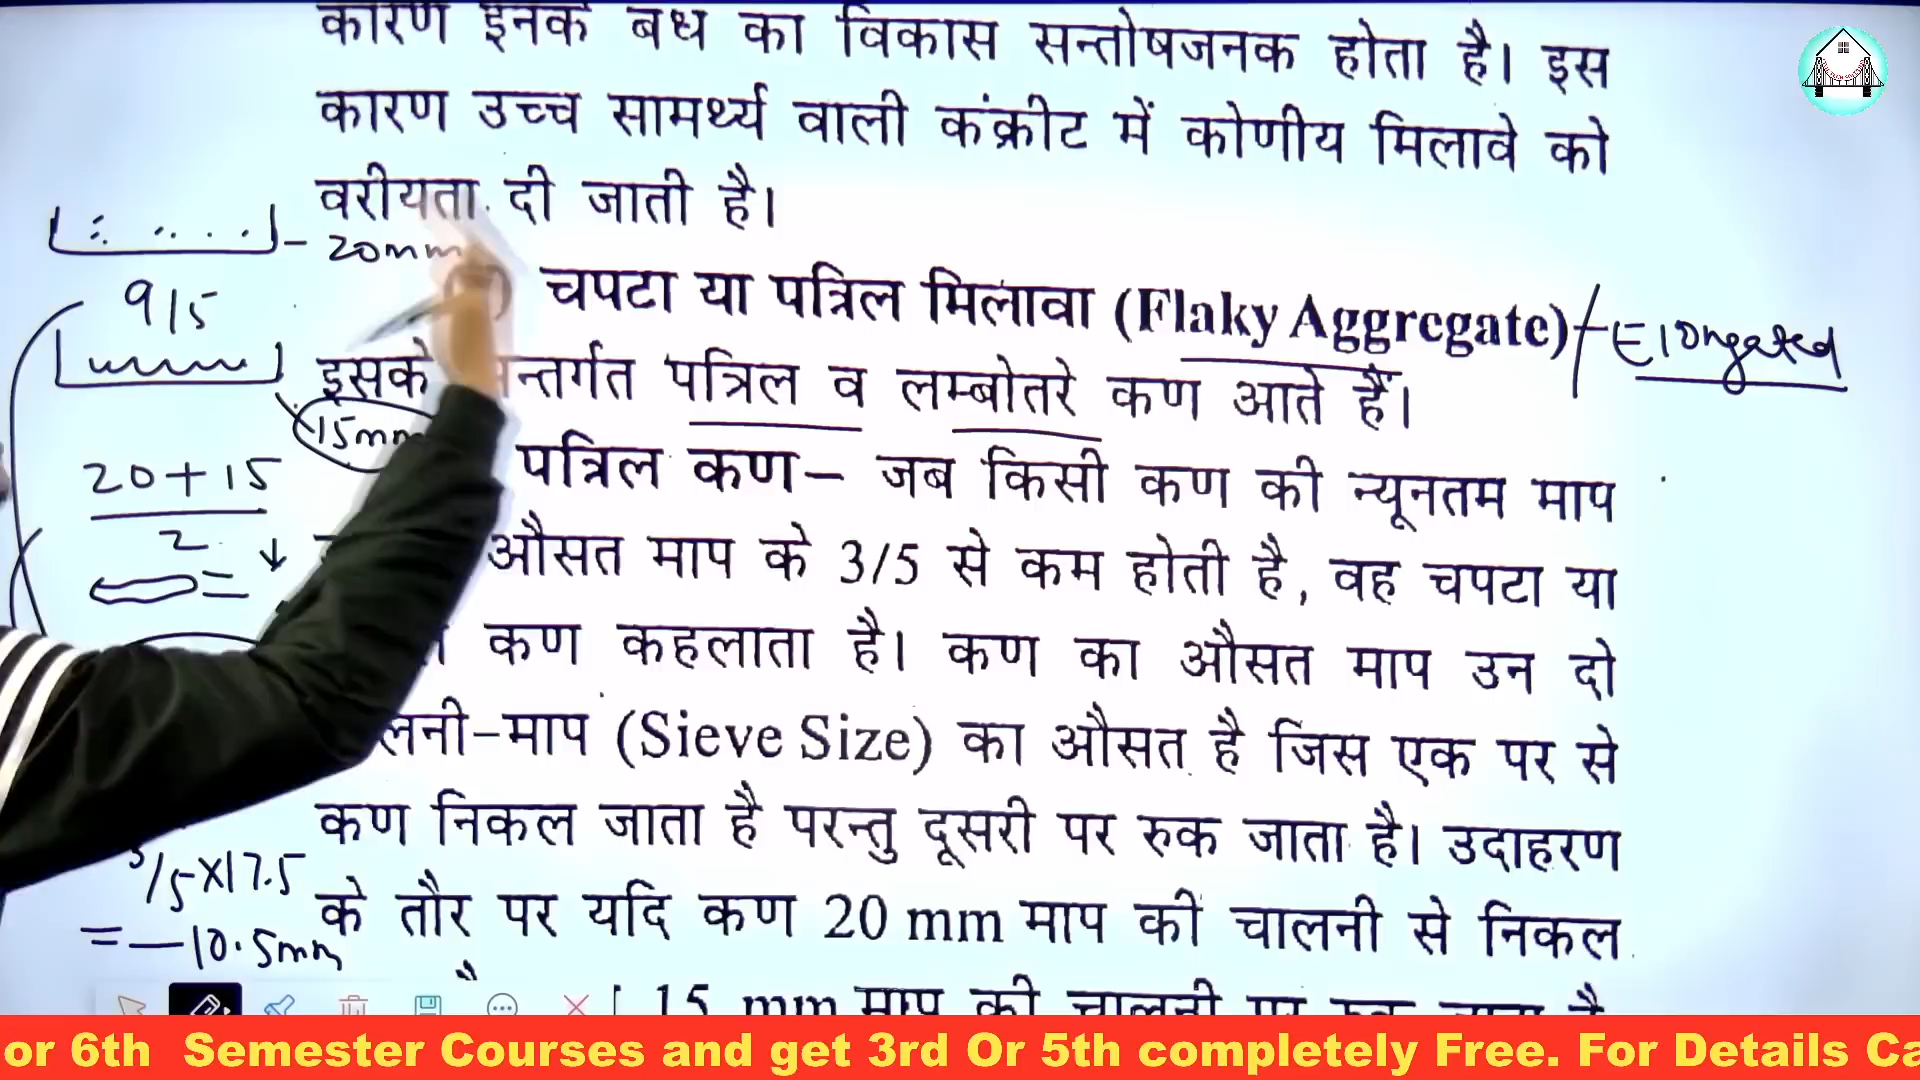 कारण इनके बंध का विकास सन्तोषजनक होता है। इस
कारण उच्च सामर्थ्य वाली कंक्रीट में कोणीय मिलावे को
वरीयता दी जाती है।
20mm
चपटा या पत्रिल मिलावा (Flaky Aggregate)
Elongated
915
इसके न्तर्गत पत्रिल व लम्बोतरे कण आते हैं।
15mm
पत्रिल कण– जब किसी कण की न्यूनतम माप
20+15
2
औसत माप के 3/5 से कम होती है, वह चपटा या
कण कहलाता है। कण का औसत माप उन दो
लनी-माप (Sieve Size) का औसत है जिस एक पर से
कण निकल जाता है परन्तु दूसरी पर रुक जाता है। उदाहरण
/5×17.5
के तौर पर यदि कण 20 mm माप की चालनी से निकल
=—10.5mm
15 mm माप की चालनी पर रुक जाता है
or 6th Semester Courses and get 3rd Or 5th completely Free. For Details Ca